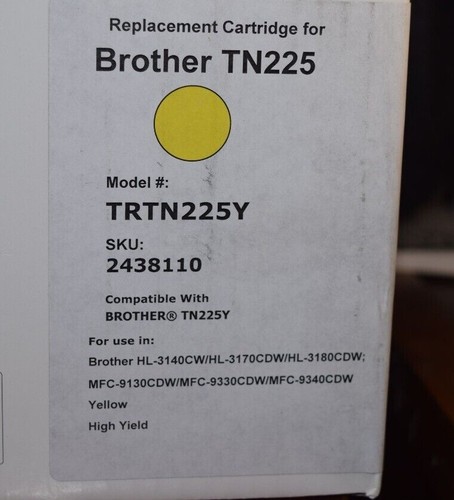 Replacement Cartridge for
Brother TN225
Model #:
TRTN225Y
SKU:
2438110
Compatible With
BROTHER® TN225Y
For use in:
Brother HL-3140CW/HL-3170CDW/HL-3180CDW;
MFC-9130CDW/MFC-9330CDW/MFC-9340CDW
Yellow
High Yield